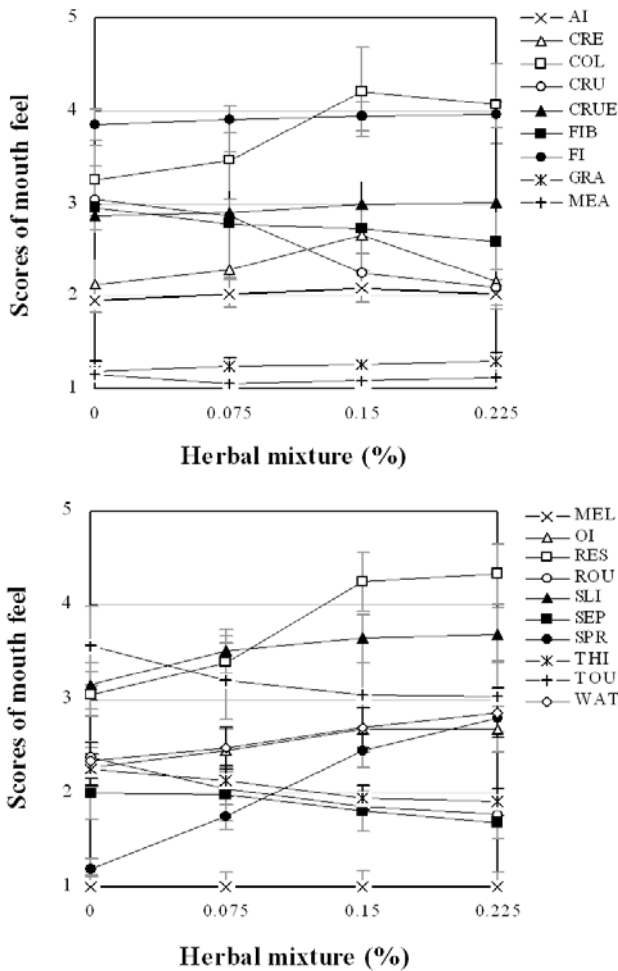 5
4
3
2
1
Scores of mouth feel
0 0.075 0.15 0.225
Herbal mixture (%)
AI
CRE
COL
CRU
CRUE
FIB
FI
GRA
MEA
5
4
3
2
1
Scores of mouth feel
0 0.075 0.15 0.225
Herbal mixture (%)
MEL
OI
RES
ROU
SLI
SEP
SPR
THI
TOU
WAT